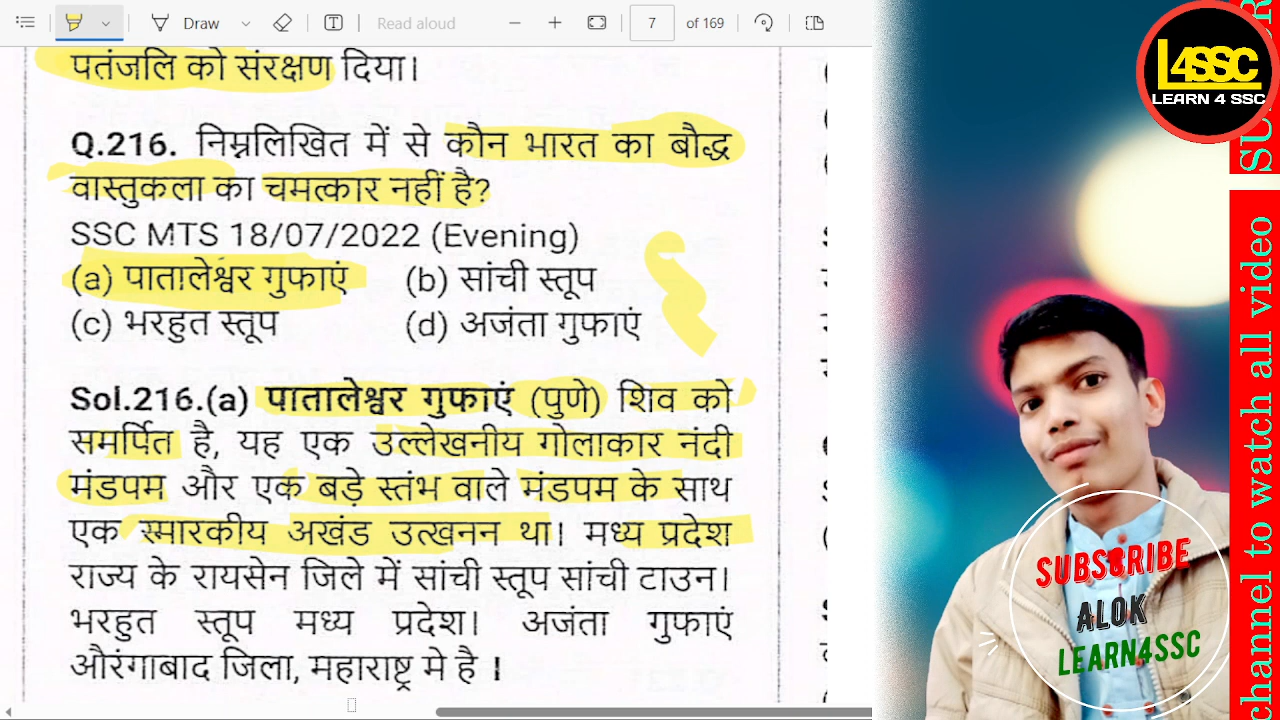 Draw
Read aloud
7
of 169
पतंजलि को संरक्षण दिया।
Q.216. निम्नलिखित में से कौन भारत का बौद्ध
वास्तुकला का चमत्कार नहीं है?
SSC MTS 18/07/2022 (Evening)
(a) पातालेश्वर गुफाएं (b) सांची स्तूप
(c) भरहुत स्तूप (d) अजंता गुफाएं
Sol.216.(a) पातालेश्वर गुफाएं (पुणे) शिव को
समर्पित है, यह एक उल्लेखनीय गोलाकार नंदी
मंडपम और एक बड़े स्तंभ वाले मंडपम के साथ
एक स्मारकीय अखंड उत्खनन था। मध्य प्रदेश
राज्य के रायसेन जिले में सांची स्तूप सांची टाउन।
भरहुत स्तूप मध्य प्रदेश। अजंता गुफाएं
औरंगाबाद जिला, महाराष्ट्र मे है ।
L4SSC
LEARN 4 SSC
channel to watch all video
SUBSCRIBE
ALOK
LEARN4SSC